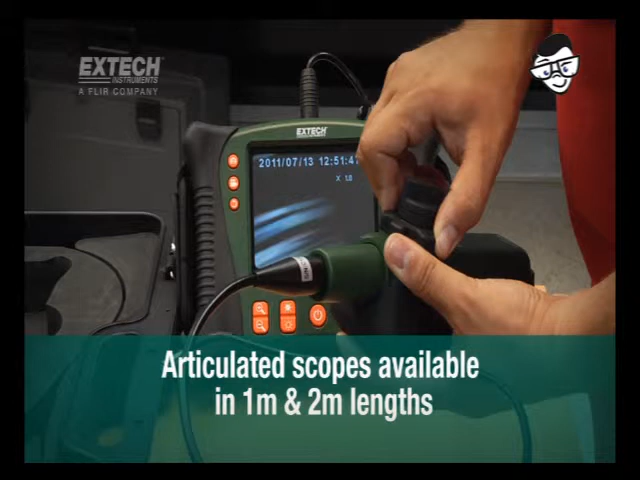 EXTECH
INSTRUMENTS
A FLIR COMPANY
EXTECH
2011/07/13 12:51:4
X 1.0
Articulated scopes available
in 1m & 2m lengths